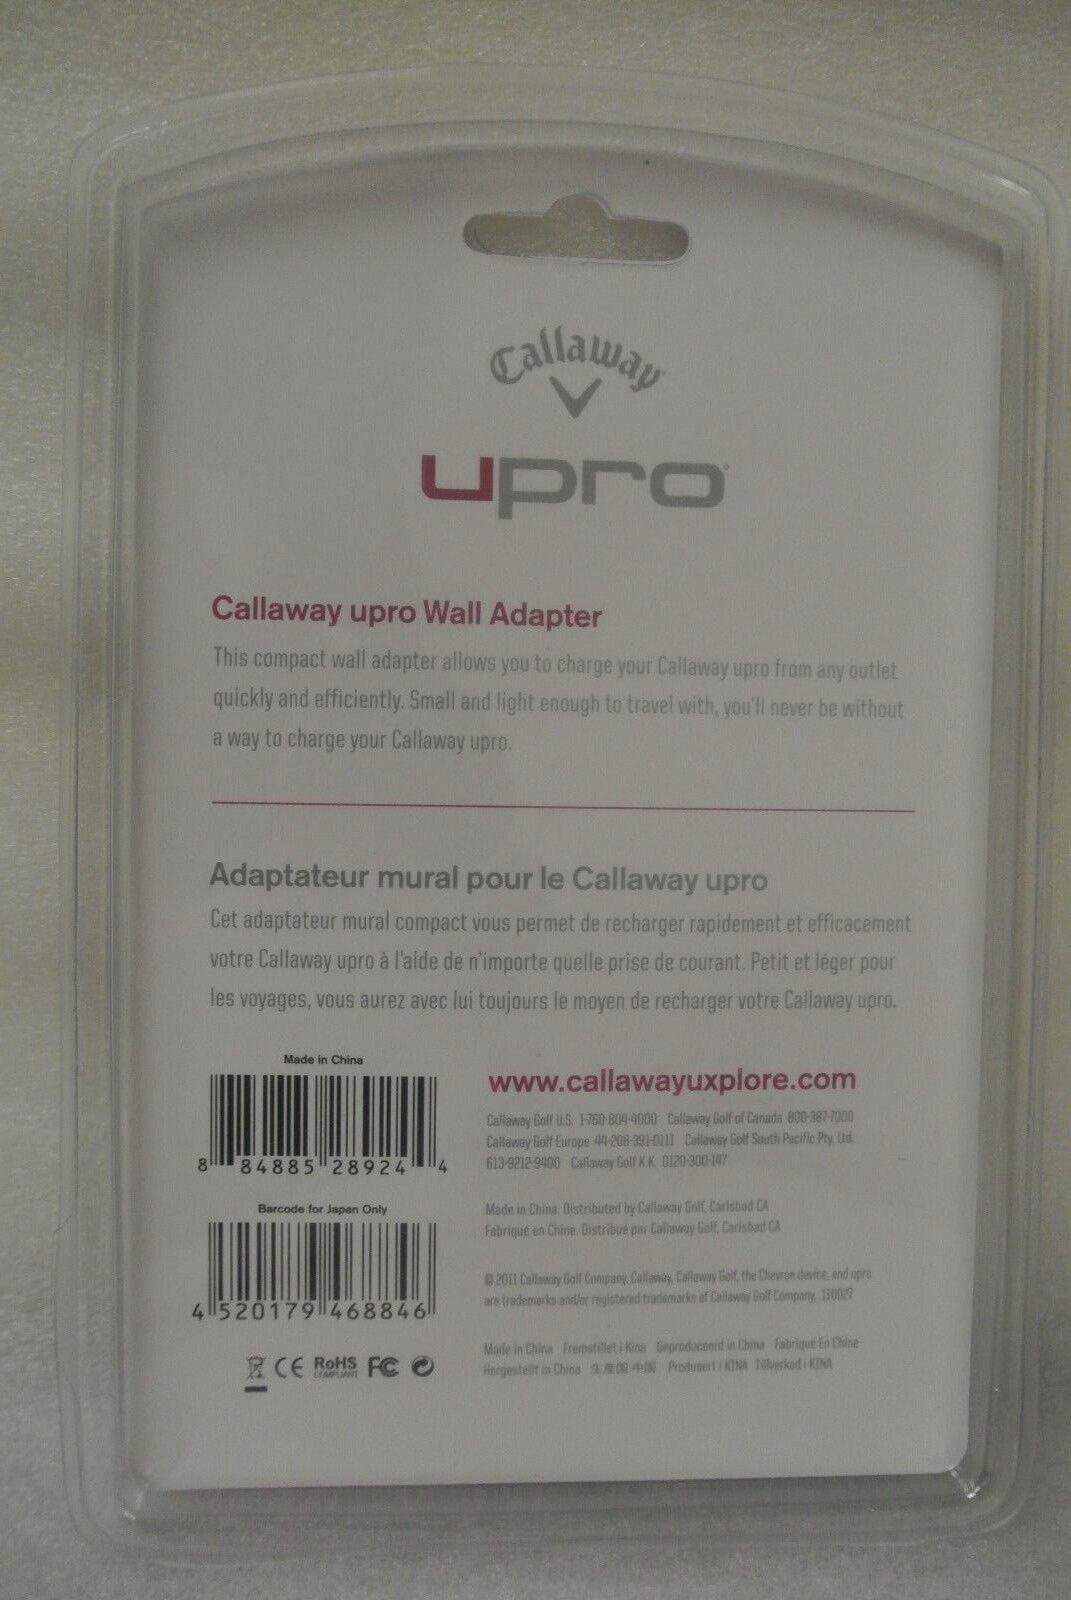 Callaway
upro
Callaway upro Wall Adapter
This compact wall adapter allows you to charge your Callaway upro from any outlet
quickly and efficiently. Small and light enough to travel with, you'll never be without
a way to charge your Callaway upro.
Adaptateur mural pour le Callaway upro
Cet adaptateur mural compact vous permet de recharger rapidement et efficacement
votre Callaway upro à l'aide de n'importe quelle prise de courant. Petit et léger pour
les voyages, vous aurez avec lui toujours le moyen de recharger votre Callaway upro.
Made in China
8 84885 28924 4
Barcode for Japan Only
4 520179 468846
RoHS
COMPLIANT
CE FC
www.callawayuxplore.com
Callaway Golf U.S. 1-760-804-4000 Callaway Golf of Canada 800-387-7000
Callaway Golf Europe 44-208-391-0111 Callaway Golf South Pacific Pty. Ltd.
613-9212-9400 Callaway Golf K.K. 0120-300-147
Made in China. Distributed by Callaway Golf, Carlsbad CA
Fabriqué en Chine. Distribué par Callaway Golf, Carlsbad CA
© 2011 Callaway Golf Company. Callaway, Callaway Golf, the Chevron device, and upro
are trademarks and/or registered trademarks of Callaway Golf Company. 110027
Made in China Fremstillet i Kina Geproduceerd in China Fabriqué En Chine
Hergestellt in China 生産国 中国 Produsert i KINA Tillverkad i KINA